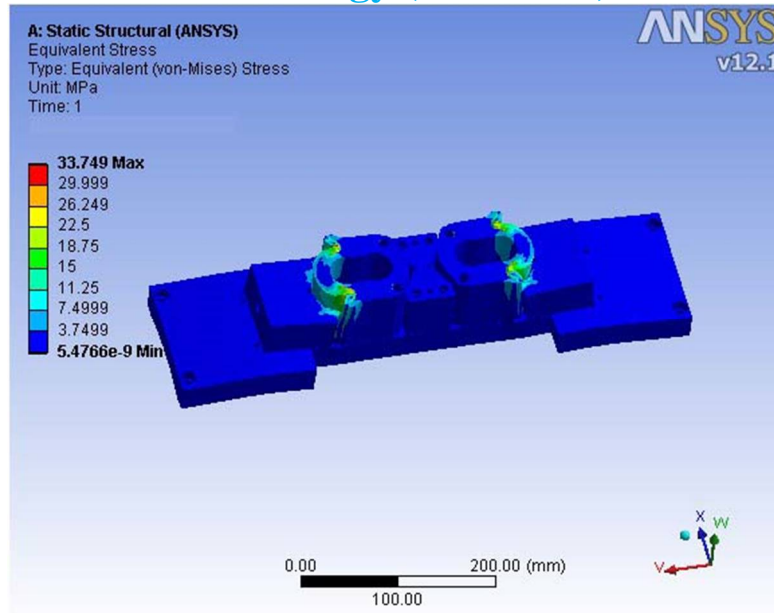 A: Static Structural (ANSYS)
Equivalent Stress
Type: Equivalent (von-Mises) Stress
Unit: MPa
Time: 1
ANSYS
v12.1
33.749 Max
29.999
26.249
22.5
18.75
15
11.25
7.4999
3.7499
5.4766e-9 Min
X
0.00
200.00 (mm)
100.00